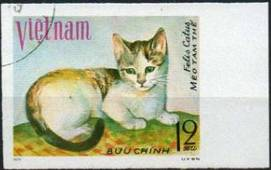 Vietnam
Felis Catus
MÈO TAM THỂ
12
XU
BƯU CHÍNH